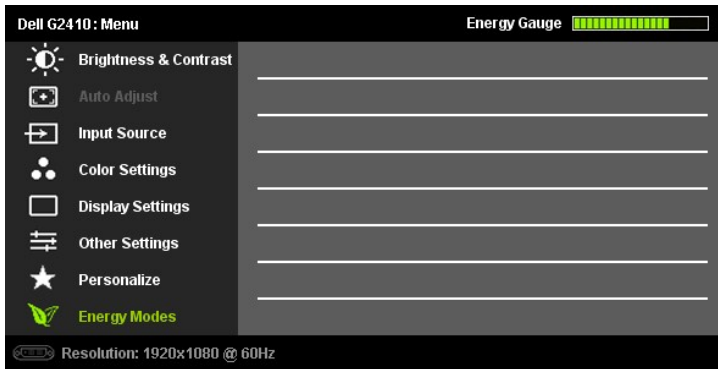 Dell G2410: Menu
Energy Gauge
Brightness & Contrast
Auto Adjust
Input Source
Color Settings
Display Settings
Other Settings
Personalize
Energy Modes
Resolution: 1920x1080 @ 60Hz